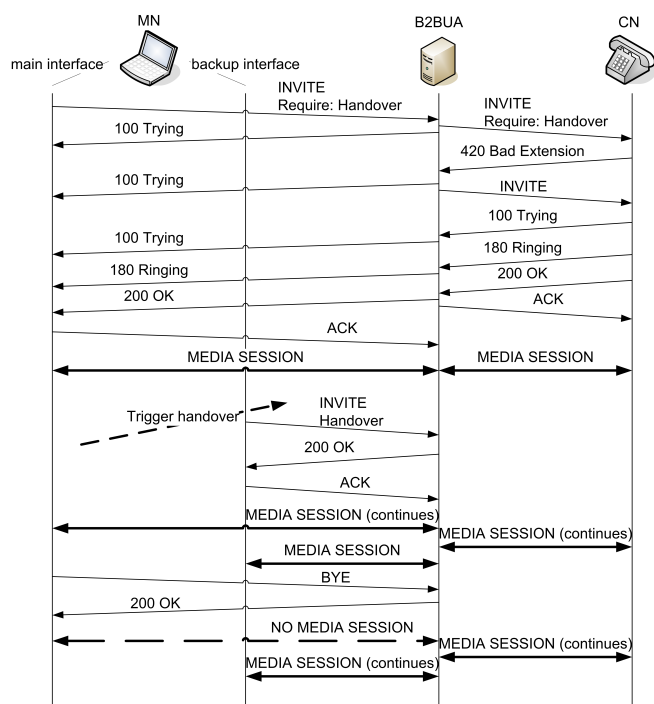 MN
B2BUA
CN
main interface
backup interface
INVITE
Require: Handover
INVITE
Require: Handover
100 Trying
420 Bad Extension
100 Trying
INVITE
100 Trying
100 Trying
180 Ringing
180 Ringing
200 OK
200 OK
ACK
ACK
MEDIA SESSION
MEDIA SESSION
Trigger handover
INVITE
Handover
200 OK
ACK
MEDIA SESSION (continues)
MEDIA SESSION (continues)
MEDIA SESSION
BYE
200 OK
NO MEDIA SESSION
MEDIA SESSION (continues)
MEDIA SESSION (continues)